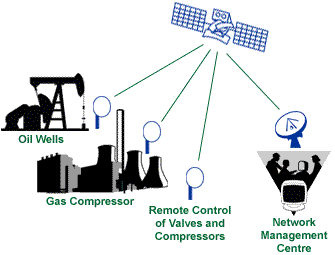 Oil Wells
Gas Compressor
Remote Control
of Valves and
Compressors
Network
Management
Centre